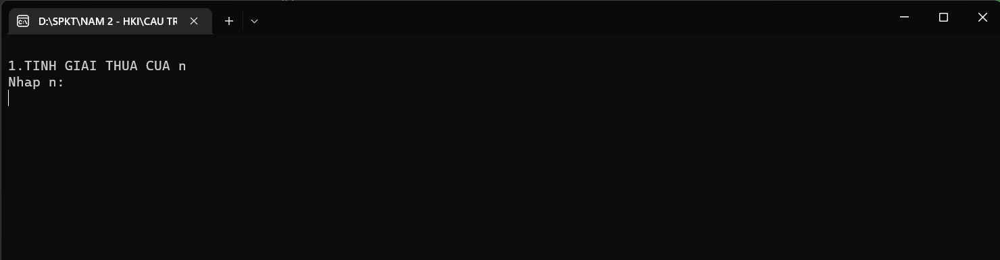 D:\SPKT\NAM 2 - HKI\CAU TR
1.TINH GIAI THUA CUA n
Nhap n: